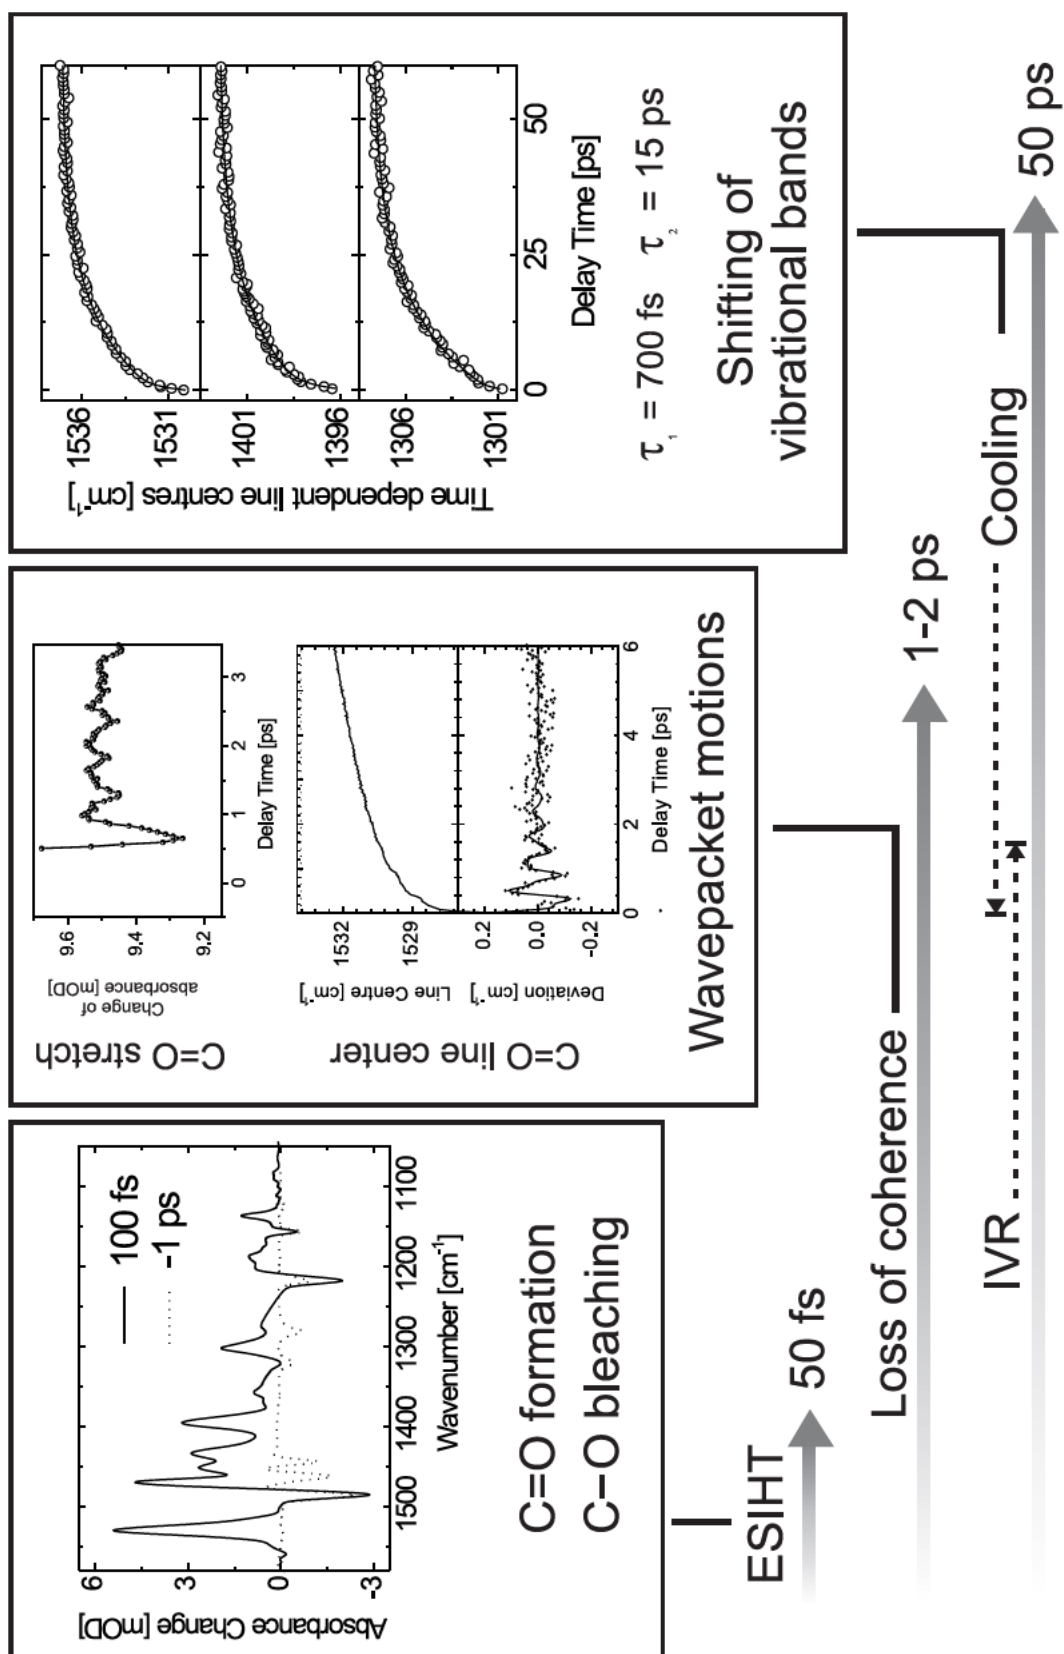 6
3
0
-3
Absorbance Change [mOD]
1500
1400
1300
1200
1100
Wavenumber [cm⁻¹]
100 fs
-1 ps
C=O formation
C−O bleaching
C=O stretch
Change of
absorbance [mOD]
9.6
9.4
9.2
0
1
2
3
Delay Time [ps]
C=O line center
Line Centre [cm⁻¹]
1532
1529
Deviation [cm⁻¹]
0.2
0.0
-0.2
0
2
4
6
Delay Time [ps]
Wavepacket motions
Time dependent line centres [cm⁻¹]
1536
1531
1401
1396
1306
1301
0
25
50
Delay Time [ps]
τ₁ = 700 fs τ₂ = 15 ps
Shifting of
vibrational bands
ESIHT
50 fs
Loss of coherence
1-2 ps
IVR
Cooling
50 ps